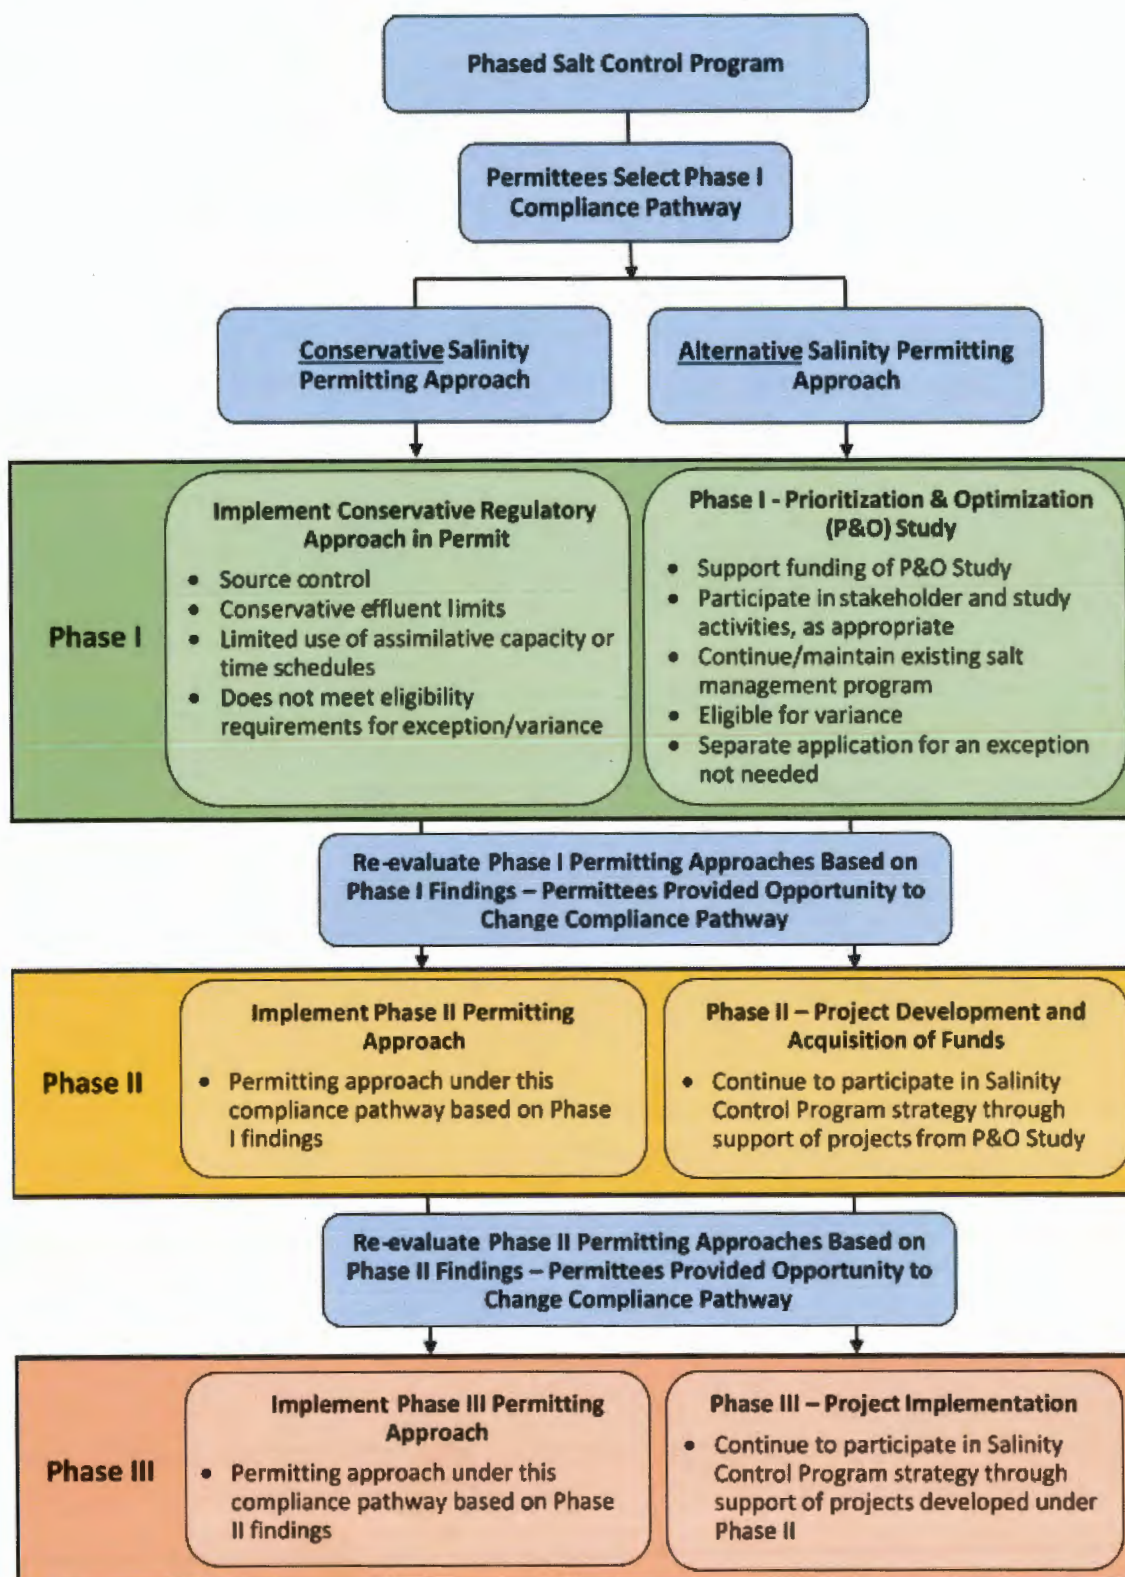 Phased Salt Control Program
Permittees Select Phase I
Compliance Pathway
Conservative Salinity
Permitting Approach
Alternative Salinity Permitting
Approach
Phase I
Implement Conservative Regulatory
Approach in Permit
• Source control
• Conservative effluent limits
• Limited use of assimilative capacity or
time schedules
• Does not meet eligibility
requirements for exception/variance
Phase I - Prioritization & Optimization
(P&O) Study
• Support funding of P&O Study
• Participate in stakeholder and study
activities, as appropriate
• Continue/maintain existing salt
management program
• Eligible for variance
• Separate application for an exception
not needed
Re-evaluate Phase I Permitting Approaches Based on
Phase I Findings – Permittees Provided Opportunity to
Change Compliance Pathway
Phase II
Implement Phase II Permitting
Approach
• Permitting approach under this
compliance pathway based on Phase
I findings
Phase II – Project Development and
Acquisition of Funds
• Continue to participate in Salinity
Control Program strategy through
support of projects from P&O Study
Re-evaluate Phase II Permitting Approaches Based on
Phase II Findings – Permittees Provided Opportunity to
Change Compliance Pathway
Phase III
Implement Phase III Permitting
Approach
• Permitting approach under this
compliance pathway based on Phase
II findings
Phase III – Project Implementation
• Continue to participate in Salinity
Control Program strategy through
support of projects developed under
Phase II